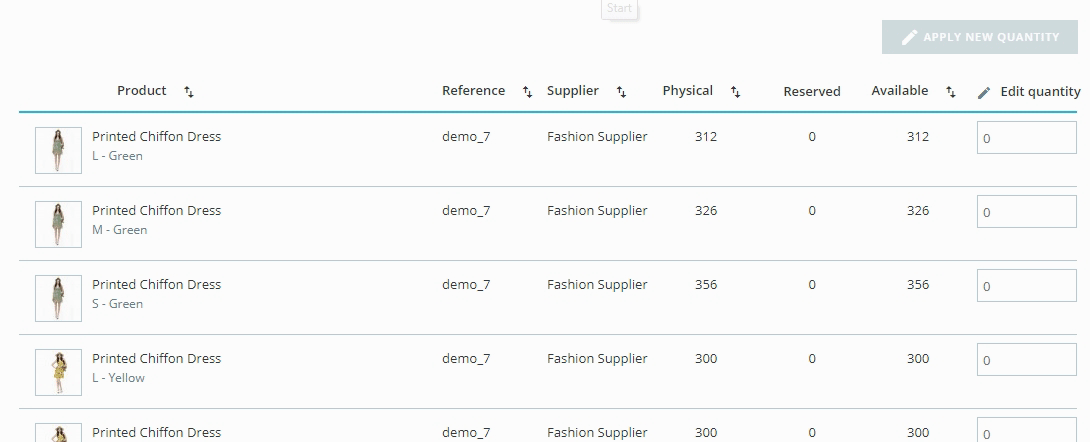 Start
APPLY NEW QUANTITY
Product Reference Supplier Physical Reserved Available Edit quantity
Printed Chiffon Dress demo_7 Fashion Supplier 312 0 312 0
L - Green
Printed Chiffon Dress demo_7 Fashion Supplier 326 0 326 0
M - Green
Printed Chiffon Dress demo_7 Fashion Supplier 356 0 356 0
S - Green
Printed Chiffon Dress demo_7 Fashion Supplier 300 0 300 0
L - Yellow
Printed Chiffon Dress demo_7 Fashion Supplier 300 0 300 0